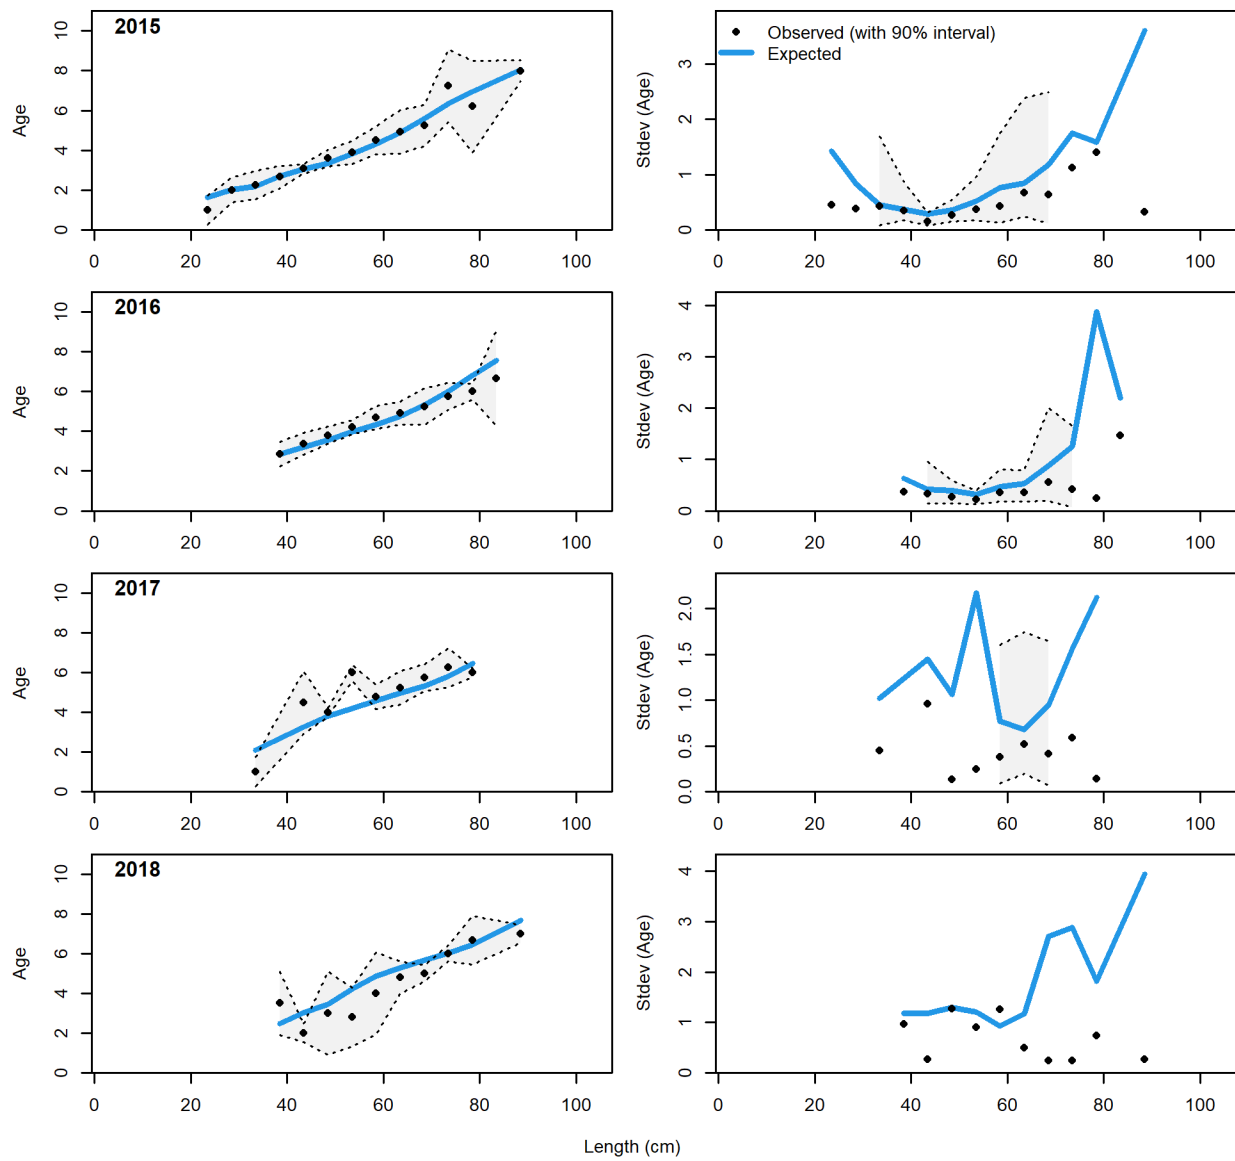 2015
Age
0 2 4 6 8 10
0 20 40 60 80 100
Observed (with 90% interval)
Expected
Stdev (Age)
0 1 2 3
0 20 40 60 80 100
2016
Age
0 2 4 6 8 10
0 20 40 60 80 100
Stdev (Age)
0 1 2 3 4
0 20 40 60 80 100
2017
Age
0 2 4 6 8 10
0 20 40 60 80 100
Stdev (Age)
0.0 0.5 1.0 1.5 2.0
0 20 40 60 80 100
2018
Age
0 2 4 6 8 10
0 20 40 60 80 100
Stdev (Age)
0 1 2 3 4
0 20 40 60 80 100
Length (cm)